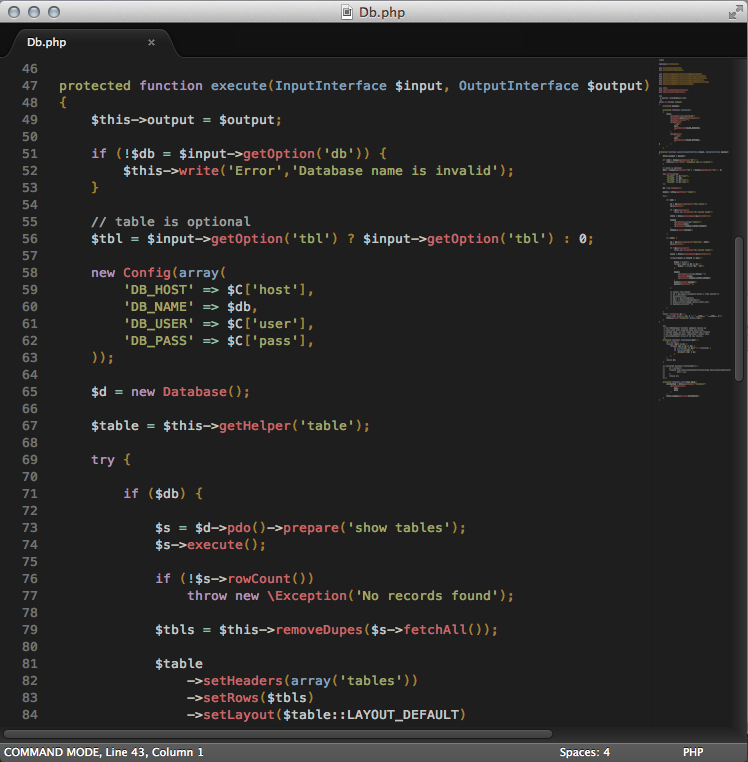 Db.php
Db.php ×
46
47 protected function execute(InputInterface $input, OutputInterface $output)
48 {
49 $this->output = $output;
50
51 if (!$db = $input->getOption('db')) {
52 $this->write('Error','Database name is invalid');
53 }
54
55 // table is optional
56 $tbl = $input->getOption('tbl') ? $input->getOption('tbl') : 0;
57
58 new Config(array(
59 'DB_HOST' => $C['host'],
60 'DB_NAME' => $db,
61 'DB_USER' => $C['user'],
62 'DB_PASS' => $C['pass'],
63 ));
64
65 $d = new Database();
66
67 $table = $this->getHelper('table');
68
69 try {
70
71 if ($db) {
72
73 $s = $d->pdo()->prepare('show tables');
74 $s->execute();
75
76 if (!$s->rowCount())
77 throw new \Exception('No records found');
78
79 $tbls = $this->removeDupes($s->fetchAll());
80
81 $table
82 ->setHeaders(array('tables'))
83 ->setRows($tbls)
84 ->setLayout($table::LAYOUT_DEFAULT)
COMMAND MODE, Line 43, Column 1 Spaces: 4 PHP